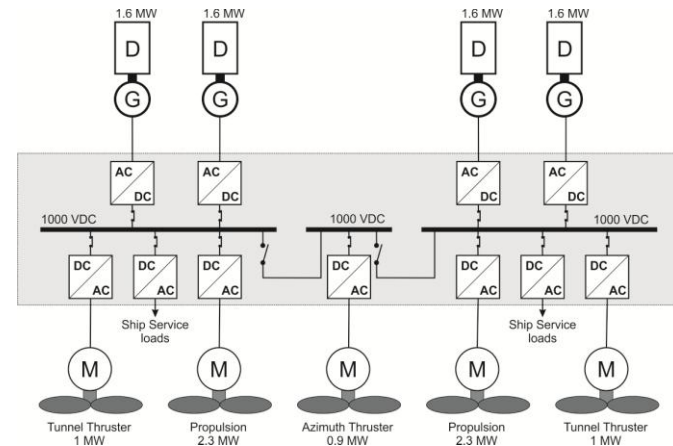 1.6 MW 1.6 MW 1.6 MW 1.6 MW
D D D D
G G G G
AC DC AC DC AC DC AC DC
1000 VDC 1000 VDC 1000 VDC
DC AC DC AC DC AC DC AC DC AC DC AC DC AC
Ship Service loads Ship Service loads
M M M M M
Tunnel Thruster Propulsion Azimuth Thruster Propulsion Tunnel Thruster
1 MW 2.3 MW 0.9 MW 2.3 MW 1 MW